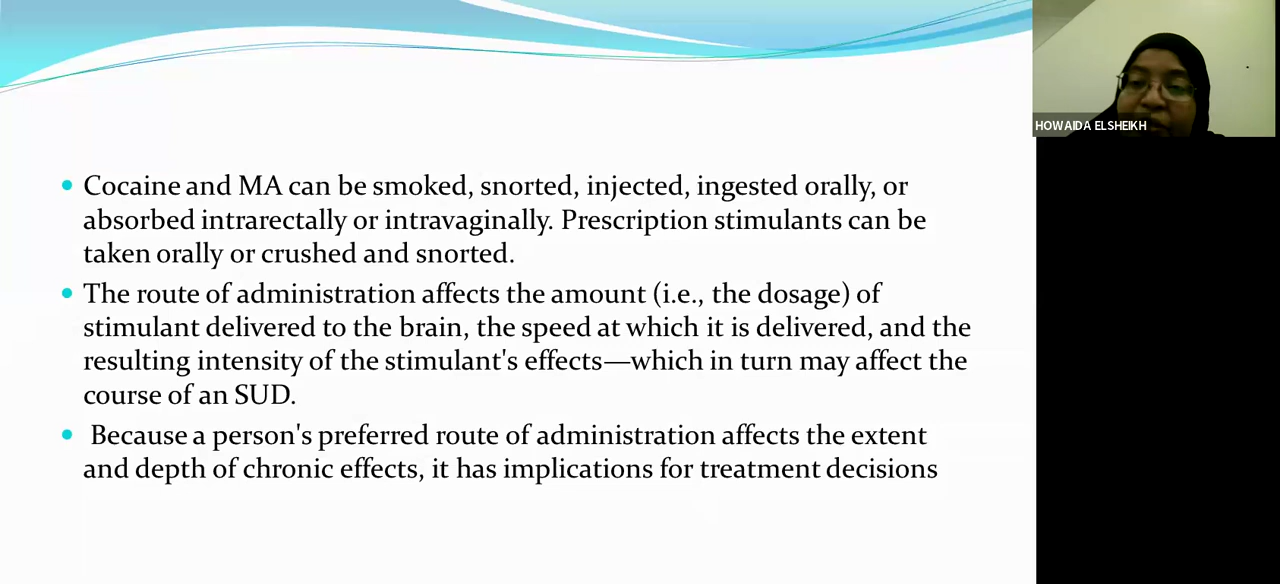 Cocaine and MA can be smoked, snorted, injected, ingested orally, or
absorbed intrarectally or intravaginally. Prescription stimulants can be
taken orally or crushed and snorted.
The route of administration affects the amount (i.e., the dosage) of
stimulant delivered to the brain, the speed at which it is delivered, and the
resulting intensity of the stimulant's effects—which in turn may affect the
course of an SUD.
Because a person's preferred route of administration affects the extent
and depth of chronic effects, it has implications for treatment decisions
HOWAIDA ELSHEIKH